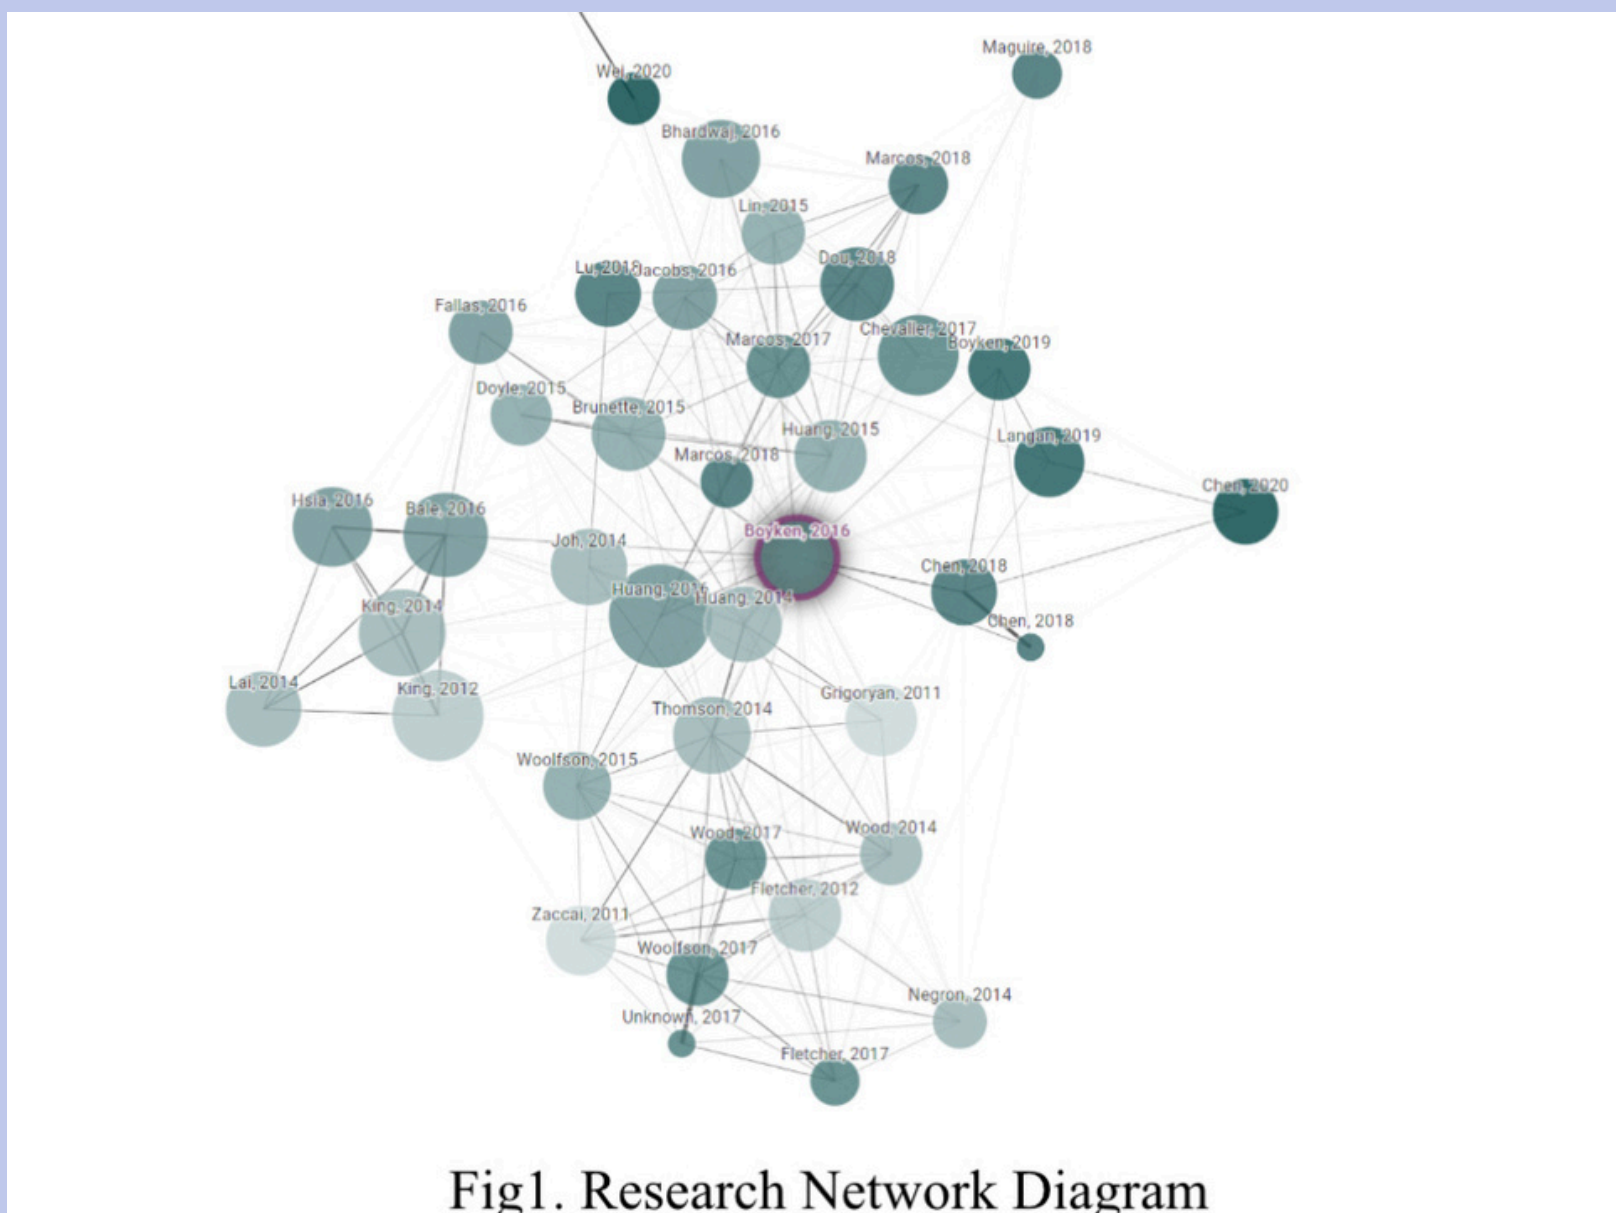 Maguire, 2018
Wei, 2020
Bhardwaj, 2016
Marcos, 2018
Lin, 2015
Dou, 2018
Lu, 2018
Jacobs, 2016
Fallas, 2016
Chevalier, 2017
Marcos, 2017
Boyken, 2019
Doyle, 2015
Brunette, 2015
Huang, 2015
Langan, 2019
Marcos, 2018
Chen, 2020
Hsia, 2016
Bale, 2016
Boyken, 2016
Joh, 2014
Chen, 2018
Huang, 2016
Huang, 2014
King, 2014
Chen, 2018
Lai, 2014
King, 2012
Grigoryan, 2011
Thomson, 2014
Woolfson, 2015
Wood, 2017
Wood, 2014
Fletcher, 2012
Zaccai, 2011
Woolfson, 2017
Negron, 2014
Unknown, 2017
Fletcher, 2017
Fig1. Research Network Diagram